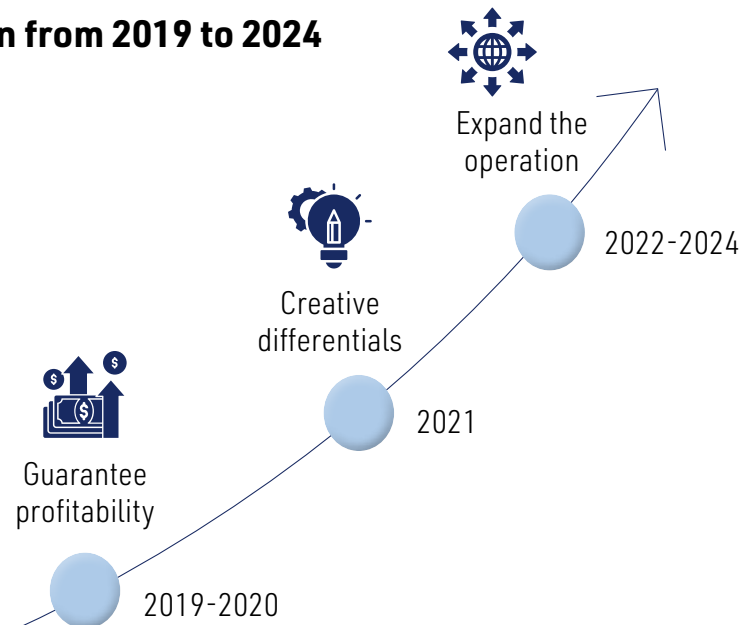 n from 2019 to 2024
Expand the
operation
2022-2024
Creative
differentials
2021
Guarantee
profitability
2019-2020
$
$
$